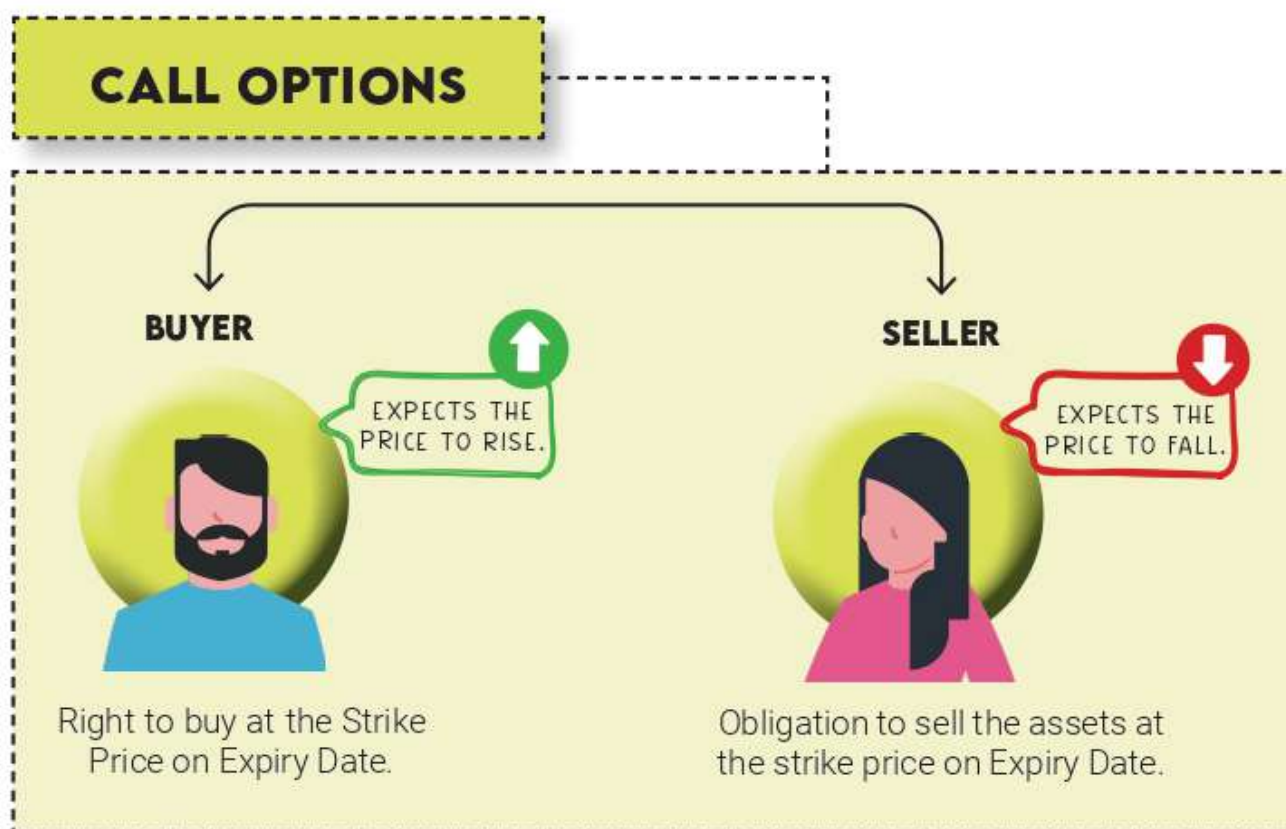 CALL OPTIONS
BUYER
EXPECTS THE
PRICE TO RISE.
Right to buy at the Strike
Price on Expiry Date.
SELLER
EXPECTS THE
PRICE TO FALL.
Obligation to sell the assets at
the strike price on Expiry Date.